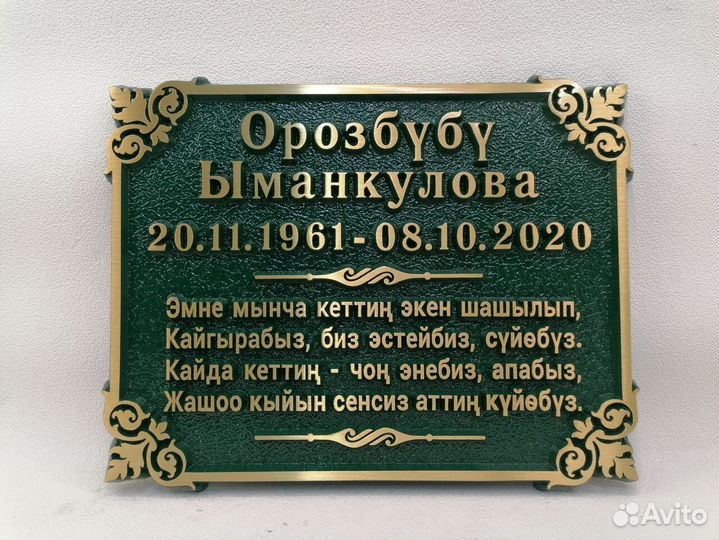 Орозбүбү
Ыманкулова
20.11.1961-08.10.2020
Эмне мынча кеттиң экен шашылып,
Кайгырабыз, биз эстейбиз, сүйөбүз.
Кайда кеттиң - чоң энебиз, апабыз,
Жашоо кыйын сенсиз аттиң күйөбүз.
Avito